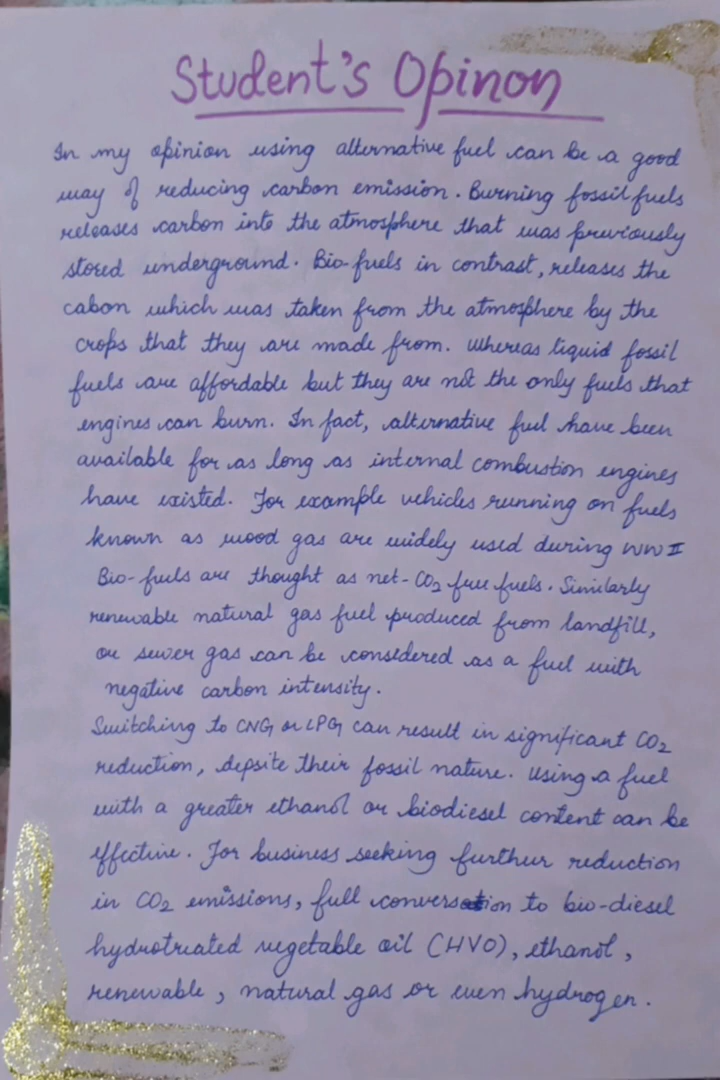 Student's Opinon
In my opinion using alternative fuel can be a good
way of reducing carbon emission. Burning fossil fuels
releases carbon into the atmosphere that was previously
stored underground. Bio-fuels in contrast, releases the
cabon which was taken from the atmosphere by the
crops that they are made from. Whereas liquid fossil
fuels are affordable but they are not the only fuels that
engines can burn. In fact, alternative fuel have been
available for as long as internal combustion engines
have existed. For example vehicles running on fuels
known as wood gas are widely used during WW II
Bio-fuels are thought as net-CO2 free fuels. Similarly
renewable natural gas fuel produced from landfill,
or sewer gas can be considered as a fuel with
negative carbon intensity.
Switching to CNG or LPG can result in significant CO2
reduction, depsite their fossil nature. Using a fuel
with a greater ethanol or biodiesel content can be
effective. For business seeking further reduction
in CO2 emissions, full conversation to bio-diesel
hydrotreated vegetable oil (HVO), ethanol,
renewable, natural gas or even hydrogen.